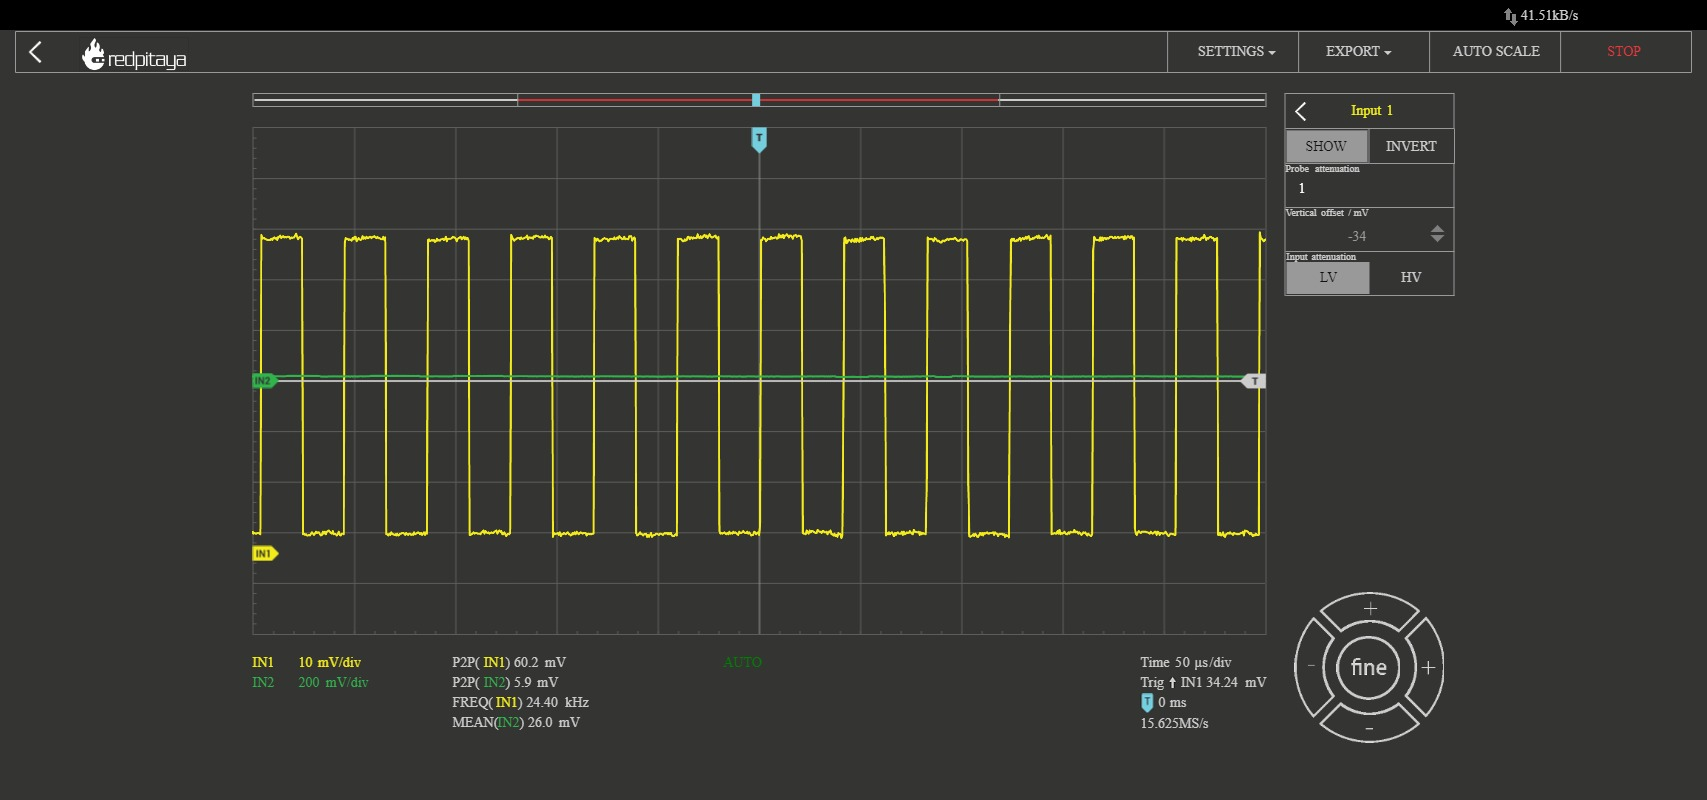 41.51kB/s
redpitaya SETTINGS EXPORT AUTO SCALE STOP
Input 1
T
SHOW INVERT
Probe attenuation
1
Vertical offset / mV
-34
Input attenuation
LV HV
IN2 T
IN1
IN1 10 mV/div P2P( IN1) 60.2 mV AUTO Time 50 µs/div
IN2 200 mV/div P2P( IN2) 5.9 mV Trig IN1 34.24 mV
FREQ( IN1) 24.40 kHz T 0 ms
MEAN(IN2) 26.0 mV 15.625MS/s
+
- fine +
-